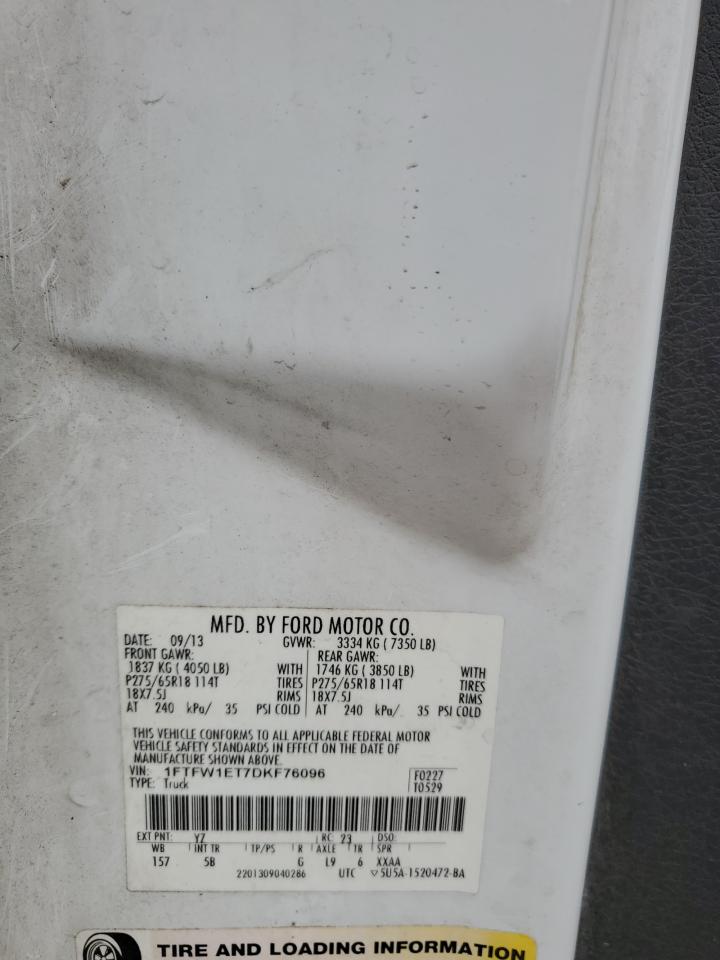 MFD. BY FORD MOTOR CO.
DATE: 09/13 GVWR: 3334 KG ( 7350 LB)
FRONT GAWR: REAR GAWR:
1837 KG ( 4050 LB) WITH 1746 KG ( 3850 LB) WITH
P275/65R18 114T TIRES P275/65R18 114T TIRES
18X7.5J RIMS 18X7.5J RIMS
AT 240 kPa/ 35 PSI COLD AT 240 kPa/ 35 PSI COLD
THIS VEHICLE CONFORMS TO ALL APPLICABLE FEDERAL MOTOR
VEHICLE SAFETY STANDARDS IN EFFECT ON THE DATE OF
MANUFACTURE SHOWN ABOVE.
VIN: 1FTFW1ET7DKF76096 F0227
TYPE: Truck T0529
EXT PNT: YZ RC: 23 DSO:
WB INT TR TP/PS R AXLE TR SPR
157 5B G L9 6 XXAA
2201309040286 UTC ▽5U5A-1520472-BA
TIRE AND LOADING INFORMATION